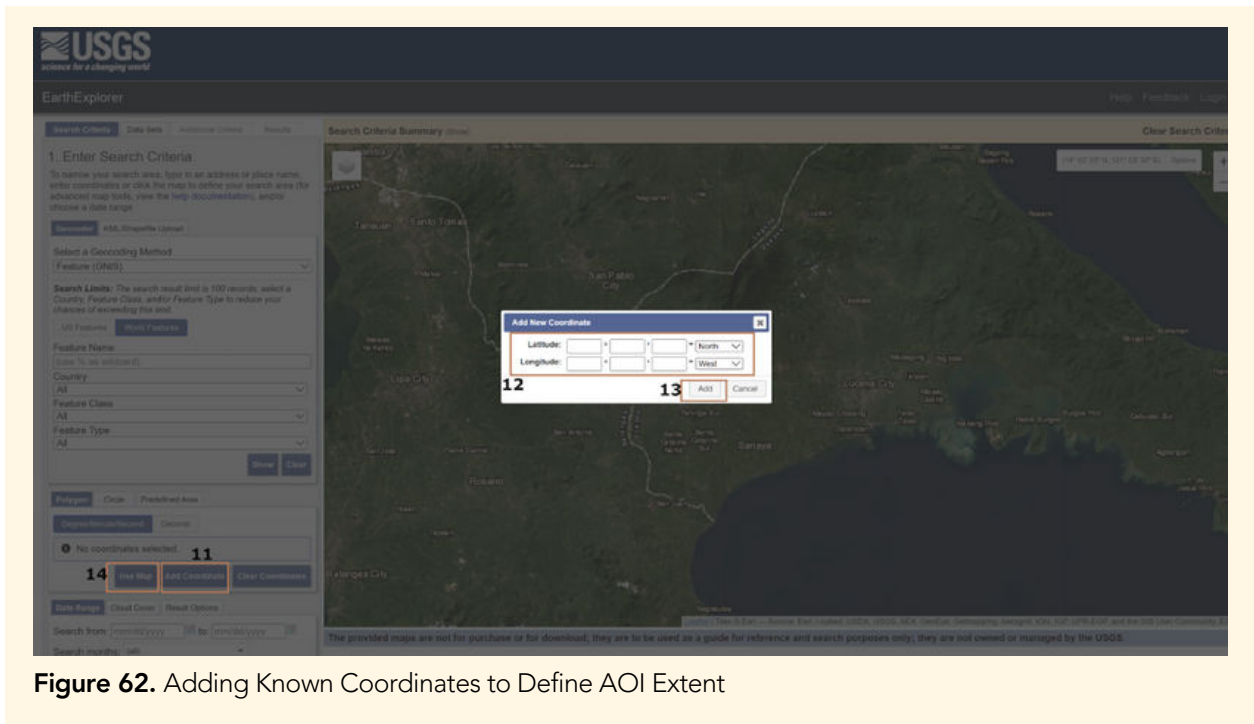 USGS
science for a changing world
EarthExplorer
Help Feedback Login
Search Criteria Data Sets Additional Criteria Results
Search Criteria Summary (Show)
Clear Search Criter
1. Enter Search Criteria
To narrow your search area: type in an address or place name,
enter coordinates or click the map to define your search area (for
advanced map tools, view the help documentation), and/or
choose a date range.
Geocoder KML/Shapefile Upload
Select a Geocoding Method
Feature (GNIS)
Search Limits: The search result limit is 100 records; select a
Country, Feature Class, and/or Feature Type to reduce your
chances of exceeding this limit.
US Features World Features
Feature Name
(use % as wildcard)
Country
All
Feature Class
All
Feature Type
All
Show Clear
Polygon Circle Predefined Area
Degree/Minute/Second Decimal
No coordinates selected.
11
14 Use Map Add Coordinate Clear Coordinates
Date Range Cloud Cover Result Options
Search from: mm/dd/yyyy to: mm/dd/yyyy
Search months: (all)
Options
Tanauan
Santo Tomas
San Pablo
City
Lipa City
Lucena City
Sariaya
Rosario
Batangas City
Add New Coordinate
Latitude: ° ' " North
Longitude: ° ' " West
12
13 Add Cancel
The provided maps are not for purchase or for download; they are to be used as a guide for reference and search purposes only; they are not owned or managed by the USGS.
Figure 62. Adding Known Coordinates to Define AOI Extent